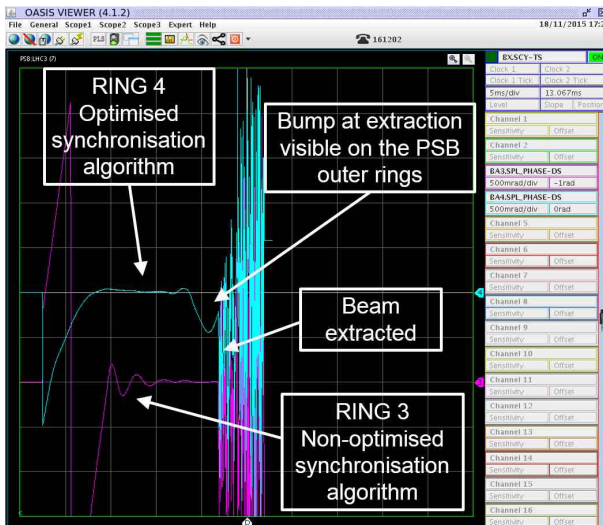 OASIS VIEWER (4.1.2)
File General Scope1 Scope2 Scope3 Expert Help
18/11/2015 17:2
PLS
161202
PSB:LHC3 (7)
RING 4
Optimised
synchronisation
algorithm
Bump at extraction
visible on the PSB
outer rings
Beam
extracted
RING 3
Non-optimised
synchronisation
algorithm
4
3
BX.SCY-TS ON
Clock 1 Clock 2
Clock 1 Tick Clock 2 Tick
5ms/div 13.067ms
Level Slope Position
Channel 1
Sensitivity Offset
Channel 2
Sensitivity Offset
BA3.SPL_PHASE-DS
500mrad/div -1rad
BA4.SPL_PHASE-DS
500mrad/div 0rad
Channel 5
Sensitivity Offset
Channel 6
Sensitivity Offset
Channel 7
Sensitivity Offset
Channel 8
Sensitivity Offset
Channel 9
Sensitivity Offset
Channel 10
Sensitivity Offset
Channel 11
Sensitivity Offset
Channel 12
Sensitivity Offset
Channel 13
Sensitivity Offset
Channel 14
Sensitivity Offset
Channel 15
Sensitivity Offset
Channel 16
Sensitivity Offset